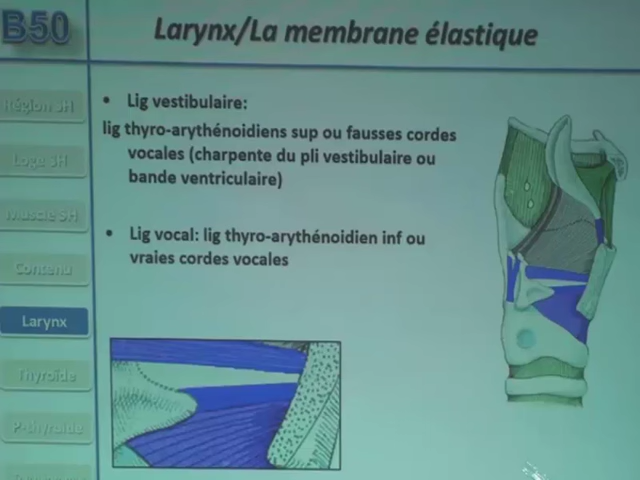 B50
Larynx/La membrane élastique
Région SH
Loge SH
Muscle SH
Contenu
Larynx
Thyroïde
P-thyroïde
• Lig vestibulaire:
lig thyro-arythénoidiens sup ou fausses cordes
vocales (charpente du pli vestibulaire ou
bande ventriculaire)
• Lig vocal: lig thyro-arythénoidien inf ou
vraies cordes vocales